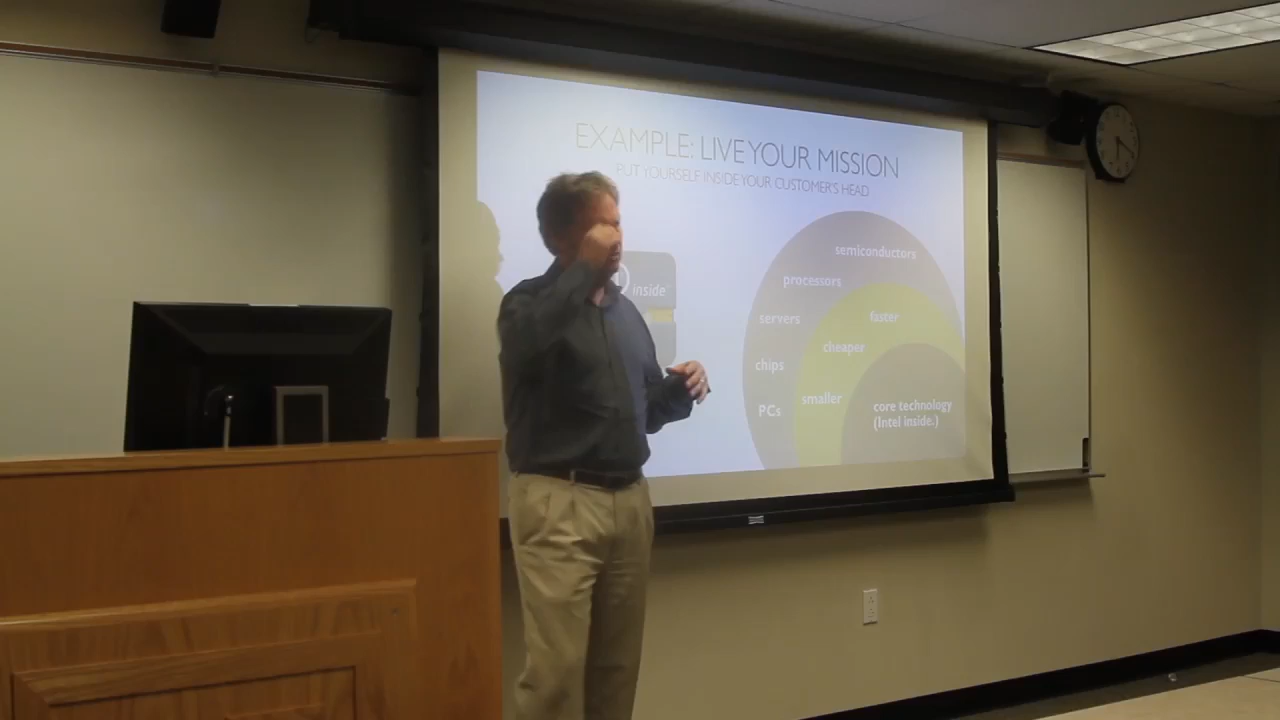 EXAMPLE: LIVE YOUR MISSION
PUT YOURSELF INSIDE YOUR CUSTOMER'S HEAD
inside
semiconductors
processors
servers
faster
cheaper
chips
smaller
PCs
core technology
(Intel inside.)